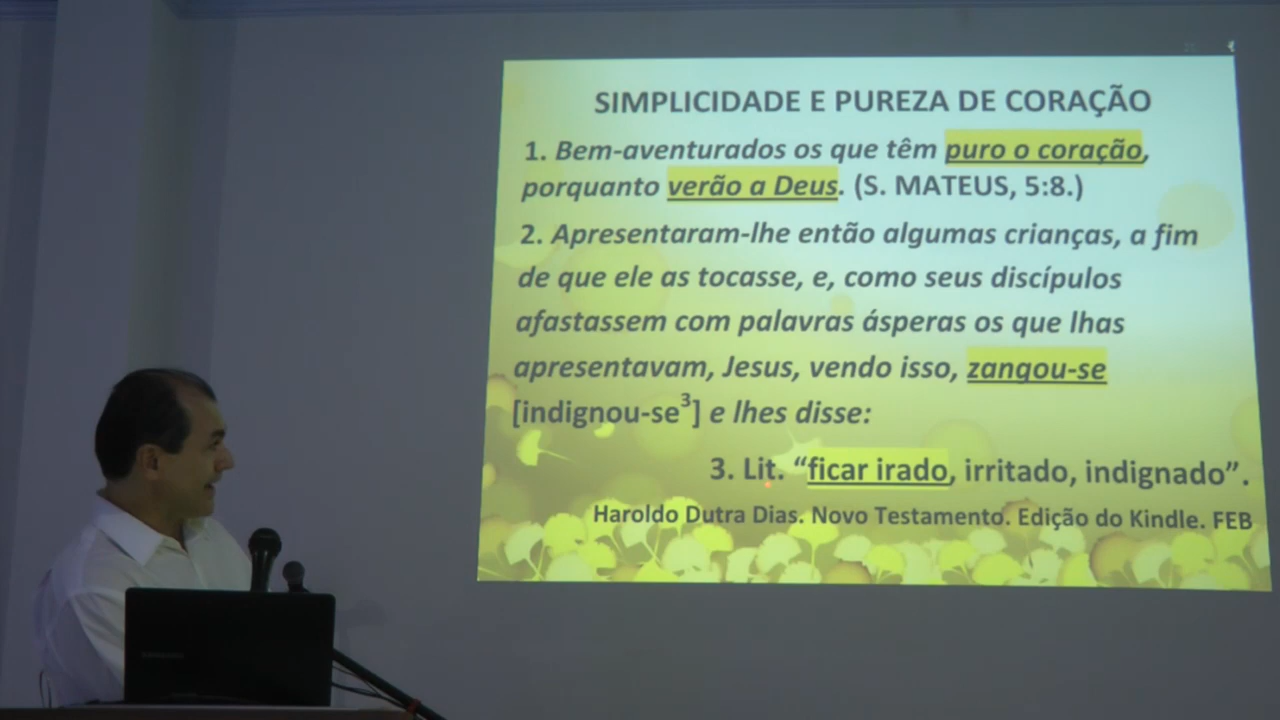 SIMPLICIDADE E PUREZA DE CORAÇÃO
1. Bem-aventurados os que têm puro o coração,
porquanto verão a Deus. (S. MATEUS, 5:8.)
2. Apresentaram-lhe então algumas crianças, a fim
de que ele as tocasse, e, como seus discípulos
afastassem com palavras ásperas os que lhas
apresentavam, Jesus, vendo isso, zangou-se
[indignou-se³] e lhes disse:
3. Lit. “ficar irado, irritado, indignado”.
Haroldo Dutra Dias. Novo Testamento. Edição do Kindle. FEB